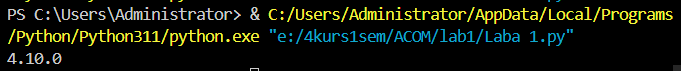 PS C:\Users\Administrator> & C:/Users/Administrator/AppData/Local/Programs
/Python/Python311/python.exe "e:/4kurs1sem/ACOM/lab1/Laba 1.py"
4.10.0